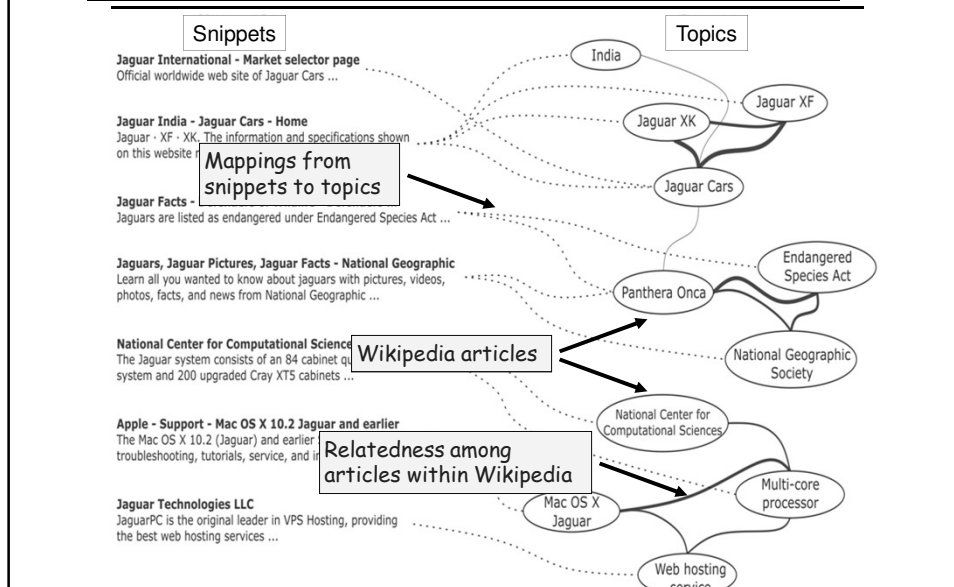 Snippets
Topics
Jaguar International - Market selector page
Official worldwide web site of Jaguar Cars ...
Jaguar India - Jaguar Cars - Home
Jaguar · XF · XK. The information and specifications shown
on this website
Mappings from
snippets to topics
Jaguar Facts -
Jaguars are listed as endangered under Endangered Species Act ...
Jaguars, Jaguar Pictures, Jaguar Facts - National Geographic
Learn all you wanted to know about jaguars with pictures, videos,
photos, facts, and news from National Geographic ...
National Center for Computational Science
The Jaguar system consists of an 84 cabinet
system and 200 upgraded Cray XT5 cabinets ...
Wikipedia articles
Apple - Support - Mac OS X 10.2 Jaguar and earlier
The Mac OS X 10.2 (Jaguar) and earlier
troubleshooting, tutorials, service, and
Relatedness among
articles within Wikipedia
Jaguar Technologies LLC
JaguarPC is the original leader in VPS Hosting, providing
the best web hosting services ...
India
Jaguar XF
Jaguar XK
Jaguar Cars
Endangered
Species Act
Panthera Onca
National Geographic
Society
National Center for
Computational Sciences
Multi-core
processor
Mac OS X
Jaguar
Web hosting
service